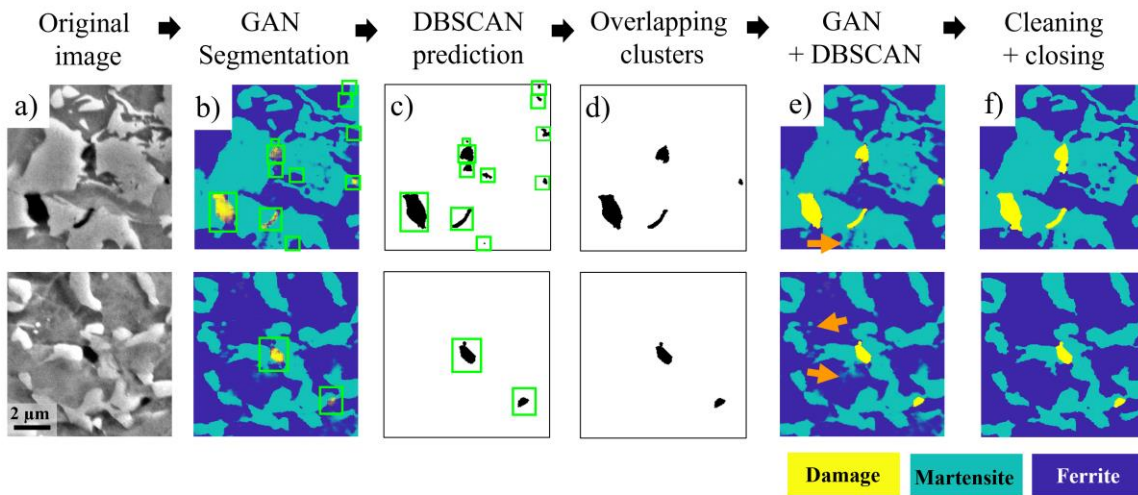 Original image
GAN Segmentation
DBSCAN prediction
Overlapping clusters
GAN + DBSCAN
Cleaning + closing
a)
b)
c)
d)
e)
f)
2 µm
Damage
Martensite
Ferrite